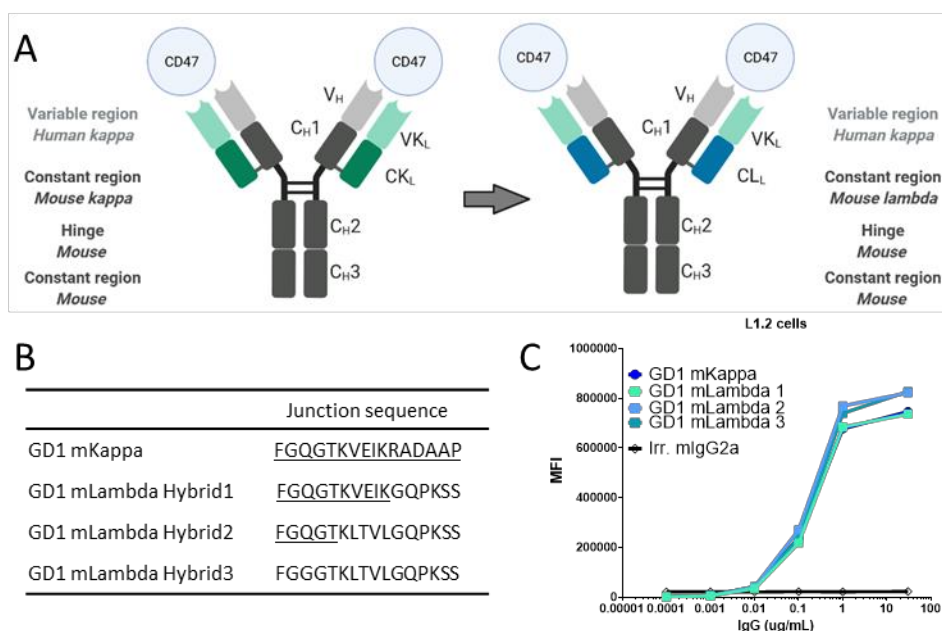 A
CD47
CD47
CD47
CD47
Variable region
Human kappa
Constant region
Mouse kappa
Hinge
Mouse
Constant region
Mouse
VH
CH1
VKL
CKL
CH2
CH3
VH
CH1
VKL
CLL
CH2
CH3
Variable region
Human kappa
Constant region
Mouse lambda
Hinge
Mouse
Constant region
Mouse
B
Junction sequence
GD1 mKappa FGQGTKVEIKRADAAP
GD1 mLambda Hybrid1 FGQGTKVEIKGQPKSS
GD1 mLambda Hybrid2 FGQGTKLTVLGQPKSS
GD1 mLambda Hybrid3 FGGGTKLTVLGQPKSS
C
L1.2 cells
GD1 mKappa
GD1 mLambda 1
GD1 mLambda 2
GD1 mLambda 3
Irr. mIgG2a
MFI
1000000
800000
600000
400000
200000
0
0.00001 0.0001 0.001 0.01 0.1 1 10 100
IgG (ug/mL)